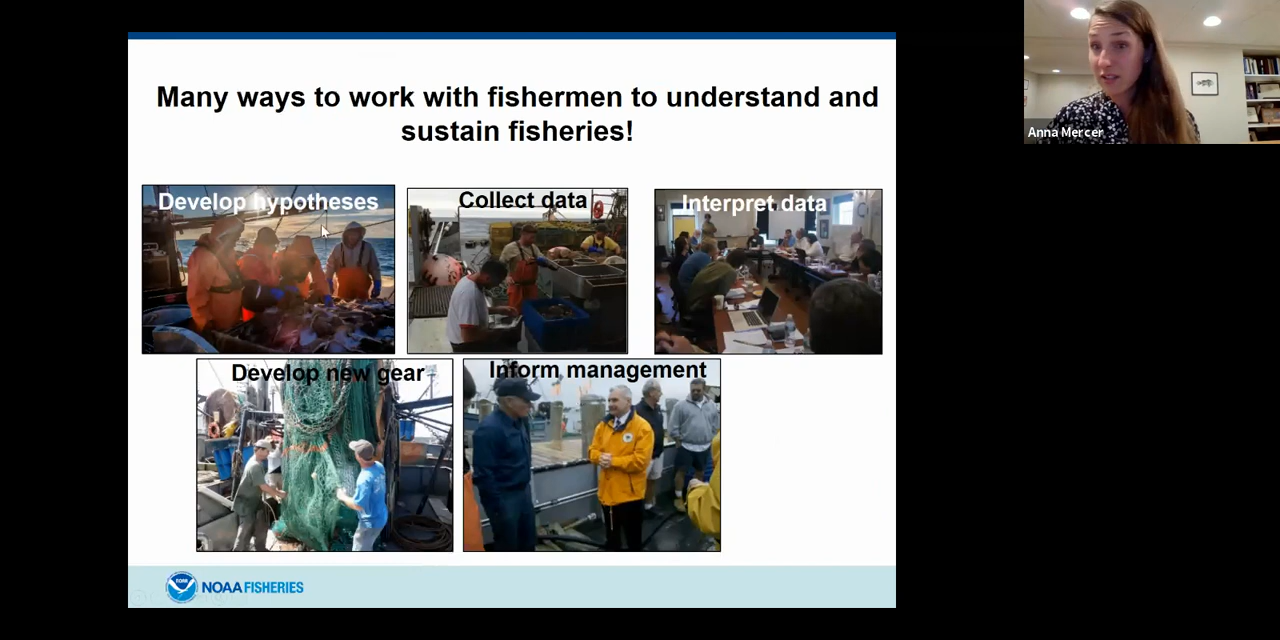 Many ways to work with fishermen to understand and
sustain fisheries!
Develop hypotheses
Collect data
Interpret data
Develop new gear
Inform management
NOAA FISHERIES
Anna Mercer